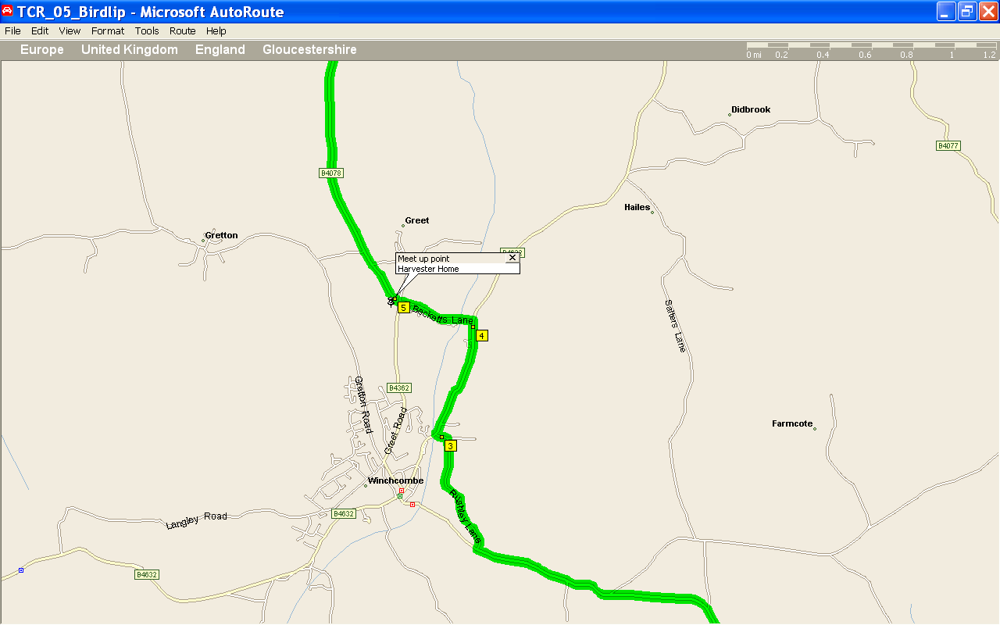 TCR_05_Birdlip - Microsoft AutoRoute
File Edit View Format Tools Route Help
Europe United Kingdom England Gloucestershire
0 mi 0.2 0.4 0.6 0.8 1 1.2
Didbrook
B4077
B4078
Hailes
Greet
Gretton
B4632
Meet up point
Harvester Home
5
Becketts Lane
4
Salters Lane
B4362
Gretton Road
Greet Road
Farmcote
3
Winchcombe
Rushley Lane
B4632
Langley Road
B4632